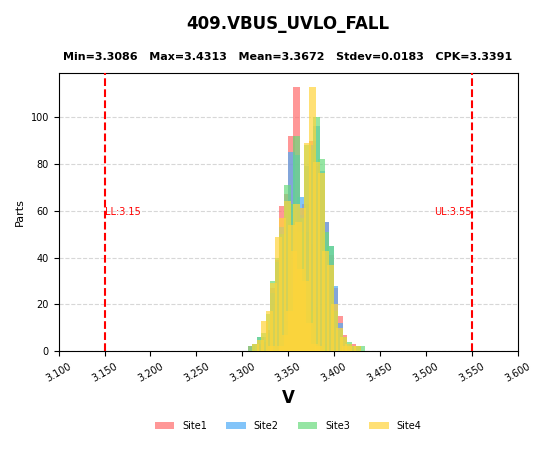 409.VBUS_UVLO_FALL
Min=3.3086 Max=3.4313 Mean=3.3672 Stdev=0.0183 CPK=3.3391
100
80
60
40
20
0
Parts
LL:3.15
UL:3.55
3.100 3.150 3.200 3.250 3.300 3.350 3.400 3.450 3.500 3.550 3.600
V
Site1 Site2 Site3 Site4